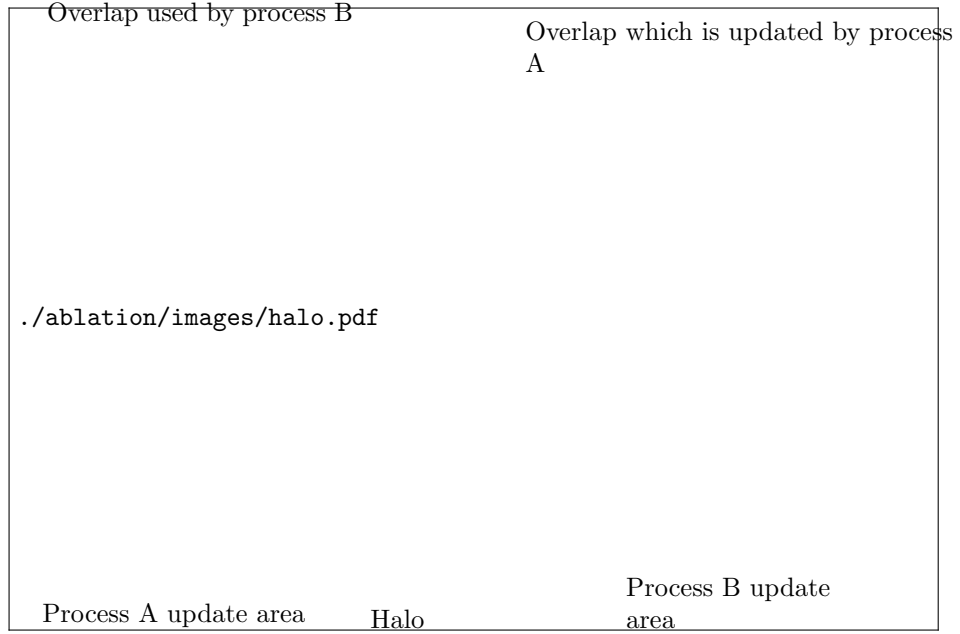 Overlap used by process B
Overlap which is updated by process
A
./ablation/images/halo.pdf
Process A update area
Halo
Process B update
area